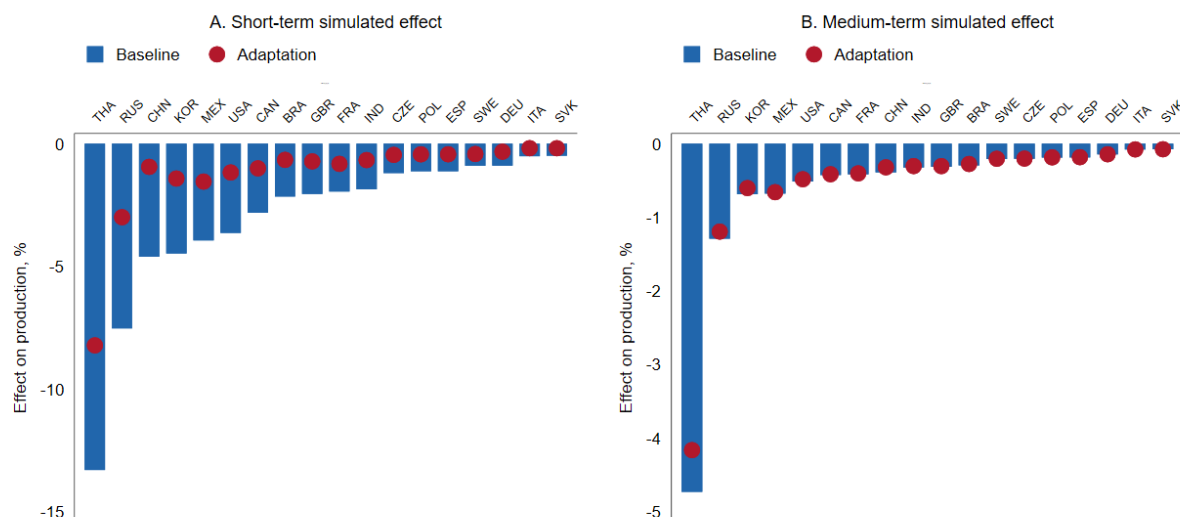 A. Short-term simulated effect
Baseline Adaptation
THA RUS CHN KOR MEX USA CAN BRA GBR FRA IND CZE POL ESP SWE DEU ITA SVK
0
-5
-10
-15
Effect on production, %
B. Medium-term simulated effect
Baseline Adaptation
THA RUS KOR MEX USA CAN FRA CHN IND GBR BRA SWE CZE POL ESP DEU ITA SVK
0
-1
-2
-3
-4
-5
Effect on production, %